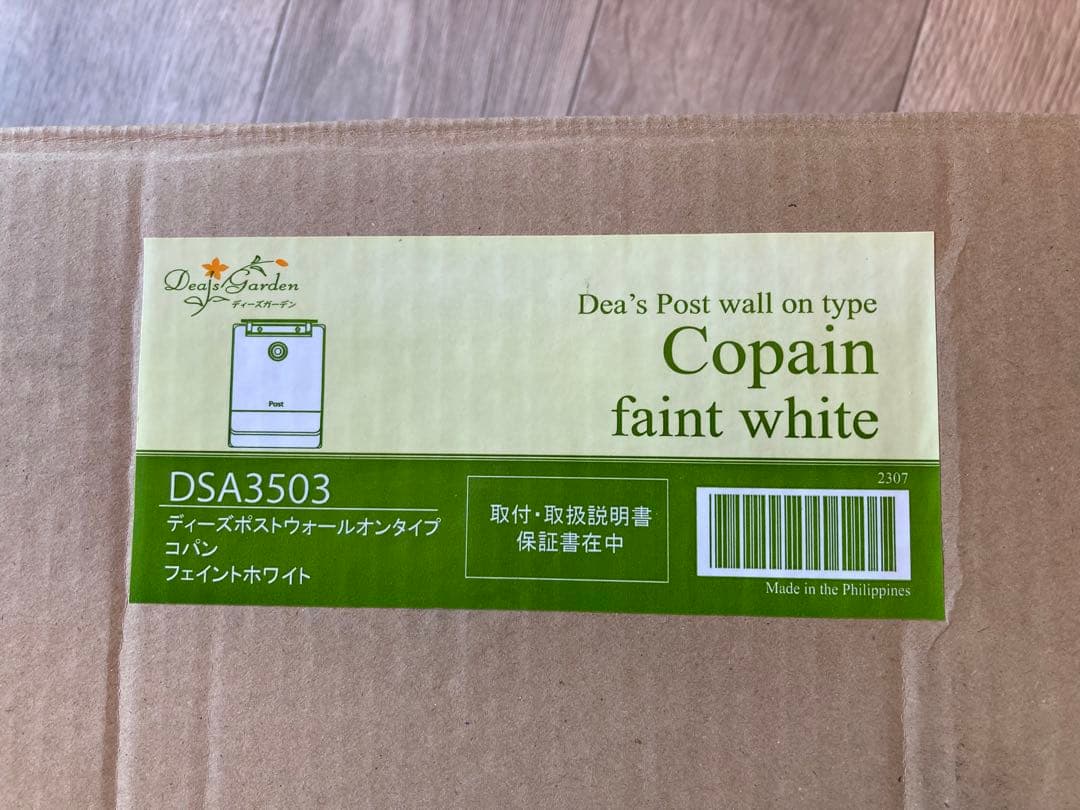 Dea's Garden
ディーズガーデン
Post
Dea's Post wall on type
Copain
faint white
DSA3503
ディーズポストウォールオンタイプ
コパン
フェイントホワイト
取付・取扱説明書
保証書在中
2307
Made in the Philippines